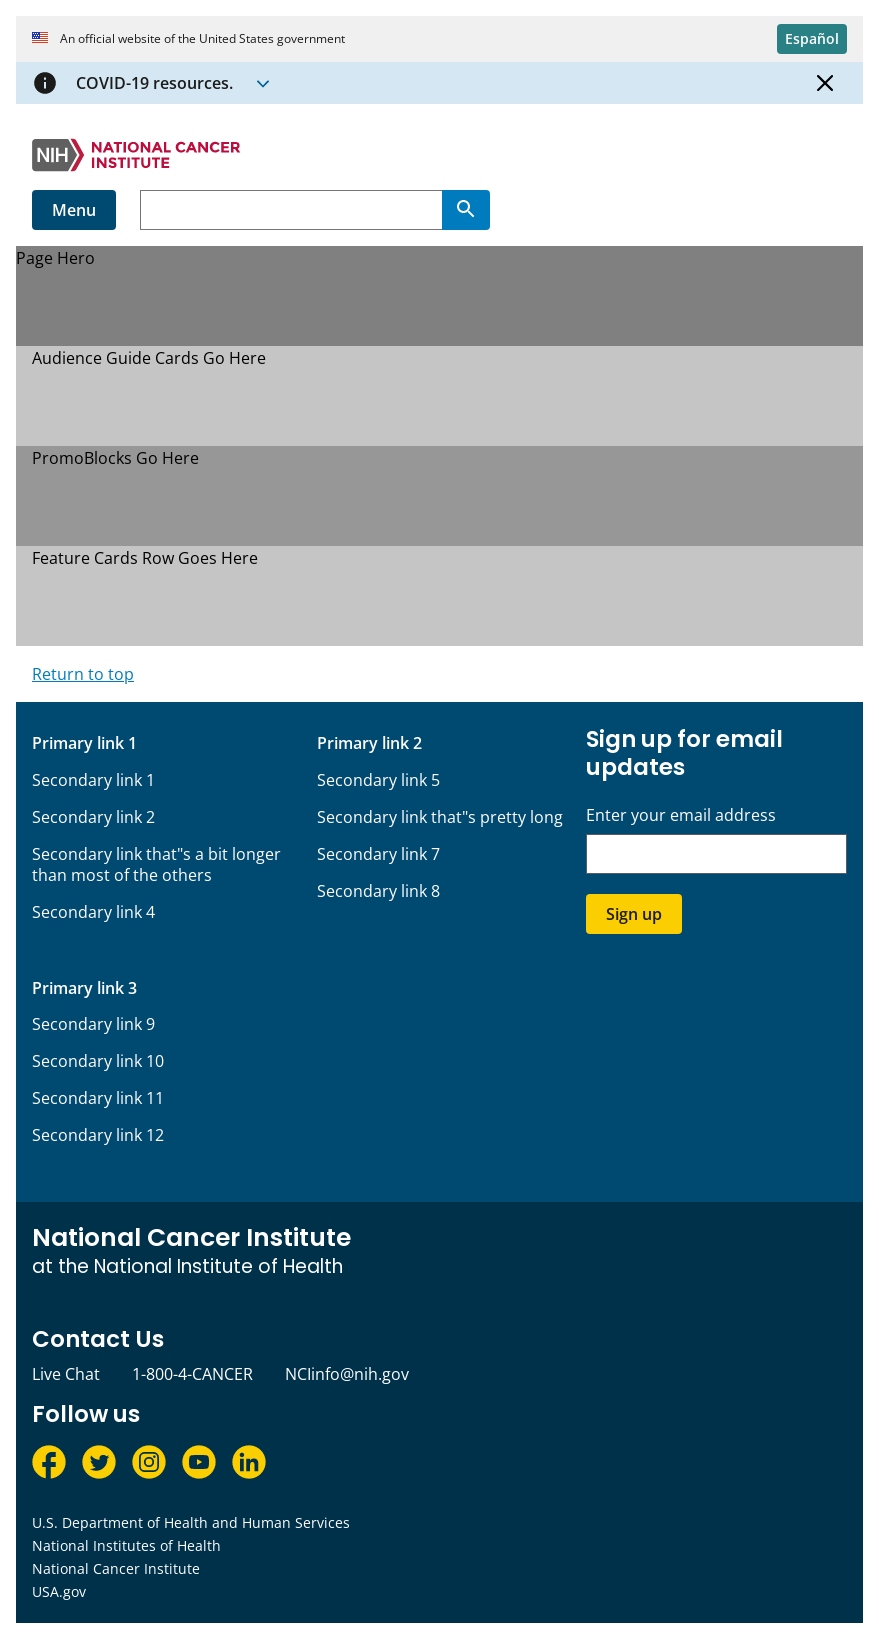 An official website of the United States government
Español
COVID-19 resources.
NIH
NATIONAL CANCER
INSTITUTE
Menu
Page Hero
Audience Guide Cards Go Here
PromoBlocks Go Here
Feature Cards Row Goes Here
Return to top
Primary link 1
Secondary link 1
Secondary link 2
Secondary link that"s a bit longer
than most of the others
Secondary link 4
Primary link 2
Secondary link 5
Secondary link that"s pretty long
Secondary link 7
Secondary link 8
Primary link 3
Secondary link 9
Secondary link 10
Secondary link 11
Secondary link 12
Sign up for email
updates
Enter your email address
Sign up
National Cancer Institute
at the National Institute of Health
Contact Us
Live Chat
1-800-4-CANCER
NCIinfo@nih.gov
Follow us
U.S. Department of Health and Human Services
National Institutes of Health
National Cancer Institute
USA.gov